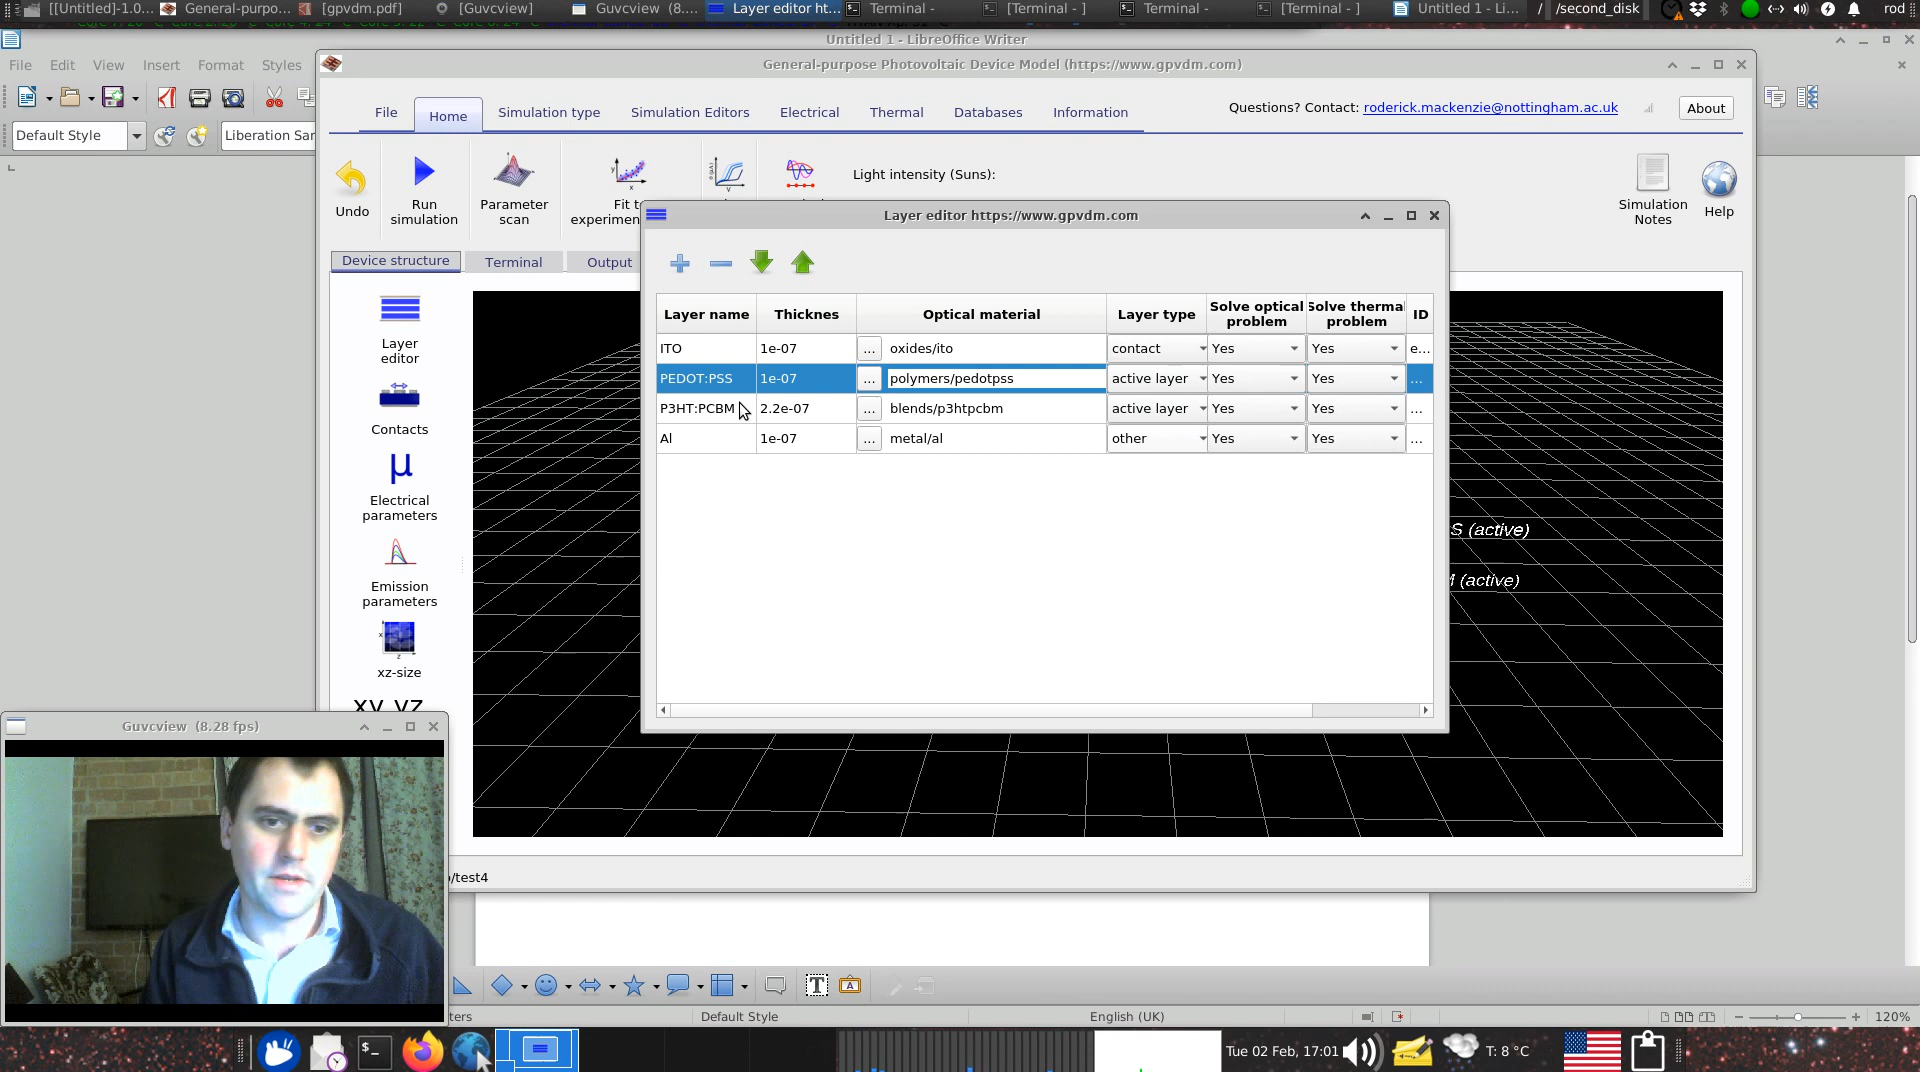 [[Untitled]-1.0...
General-purpo...
[gpvdm.pdf]
[Guvcview]
Guvcview (8....
Layer editor ht...
Terminal -
[Terminal - ]
Terminal -
[Terminal - ]
Untitled 1 - Li...
/
/second_disk
rod
Untitled 1 - LibreOffice Writer
File Edit View Insert Format Styles
Default Style
Liberation Sar
General-purpose Photovoltaic Device Model (https://www.gpvdm.com)
File Home Simulation type Simulation Editors Electrical Thermal Databases Information
Questions? Contact: roderick.mackenzie@nottingham.ac.uk
About
Undo
Run
simulation
Parameter
scan
Fit t
experimen
Light intensity (Suns):
Simulation
Notes
Help
Device structure
Terminal
Output
Layer
editor
Contacts
μ
Electrical
parameters
Emission
parameters
xz-size
Layer editor https://www.gpvdm.com
Layer name Thicknes Optical material Layer type Solve optical problem Solve therma problem ID
ITO 1e-07 ... oxides/ito contact Yes Yes e...
PEDOT:PSS 1e-07 ... polymers/pedotpss active layer Yes Yes ...
P3HT:PCBM 2.2e-07 ... blends/p3htpcbm active layer Yes Yes ...
Al 1e-07 ... metal/al other Yes Yes ...
S (active)
(active)
/test4
Guvcview (8.28 fps)
ters
Default Style
English (UK)
120%
Tue 02 Feb, 17:01
T: 8 °C